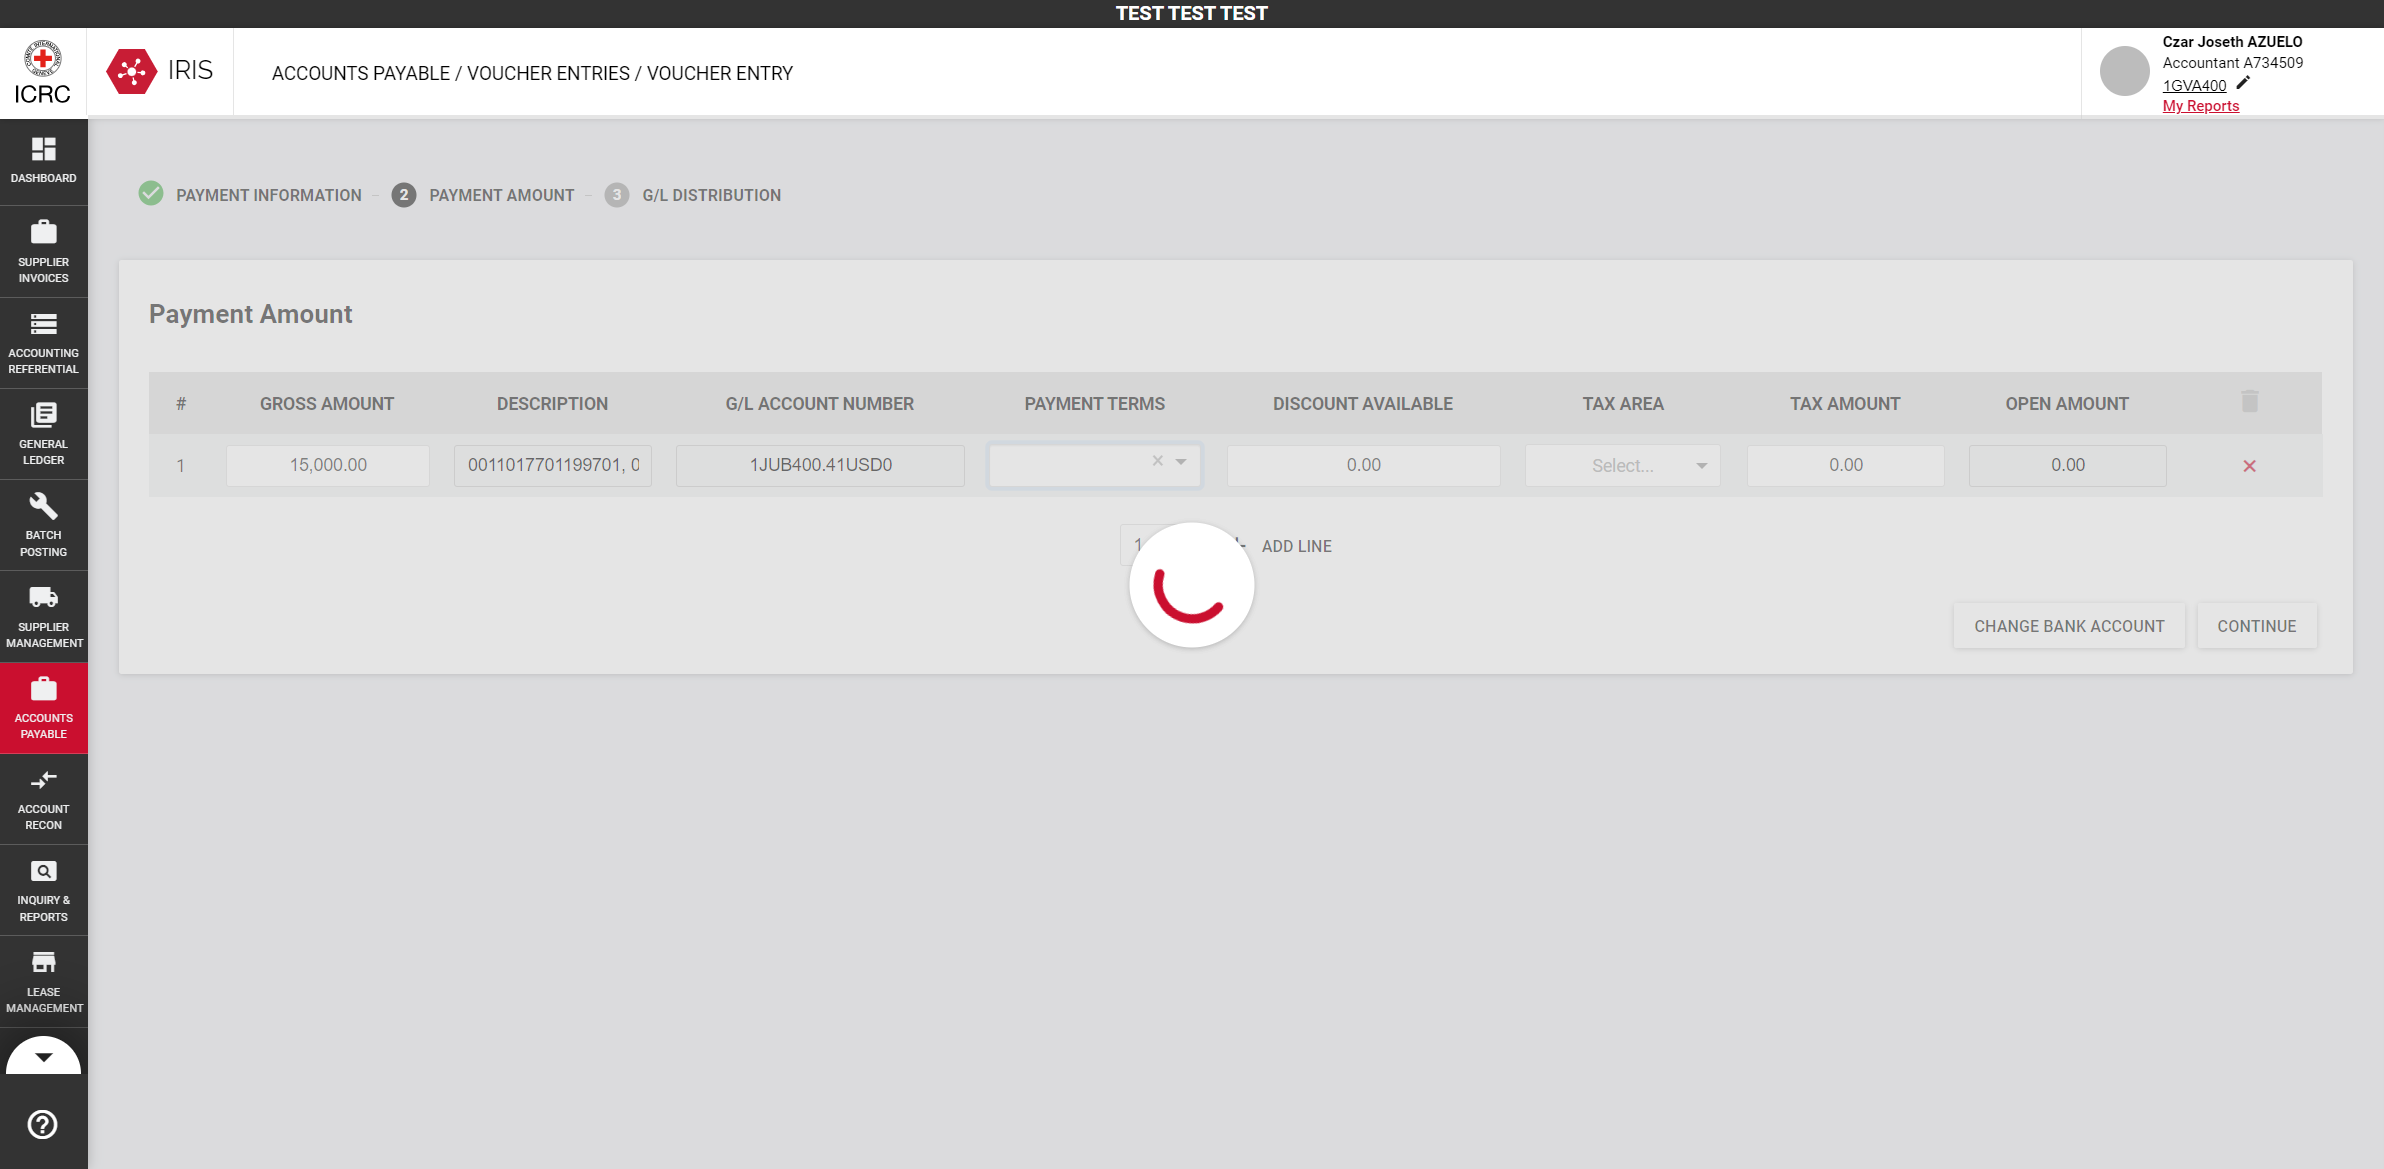 TEST TEST TEST
ICRC
IRIS
ACCOUNTS PAYABLE / VOUCHER ENTRIES / VOUCHER ENTRY
Czar Joseth AZUELO
Accountant A734509
1GVA400
My Reports
DASHBOARD
SUPPLIER
INVOICES
ACCOUNTING
REFERENTIAL
GENERAL
LEDGER
BATCH
POSTING
SUPPLIER
MANAGEMENT
ACCOUNTS
PAYABLE
ACCOUNT
RECON
INQUIRY &
REPORTS
LEASE
MANAGEMENT
PAYMENT INFORMATION
2 PAYMENT AMOUNT
3 G/L DISTRIBUTION
Payment Amount
# GROSS AMOUNT DESCRIPTION G/L ACCOUNT NUMBER PAYMENT TERMS DISCOUNT AVAILABLE TAX AREA TAX AMOUNT OPEN AMOUNT
1 15,000.00 0011017701199701, 0 1JUB400.41USD0 0.00 Select... 0.00 0.00
1 ADD LINE
CHANGE BANK ACCOUNT CONTINUE